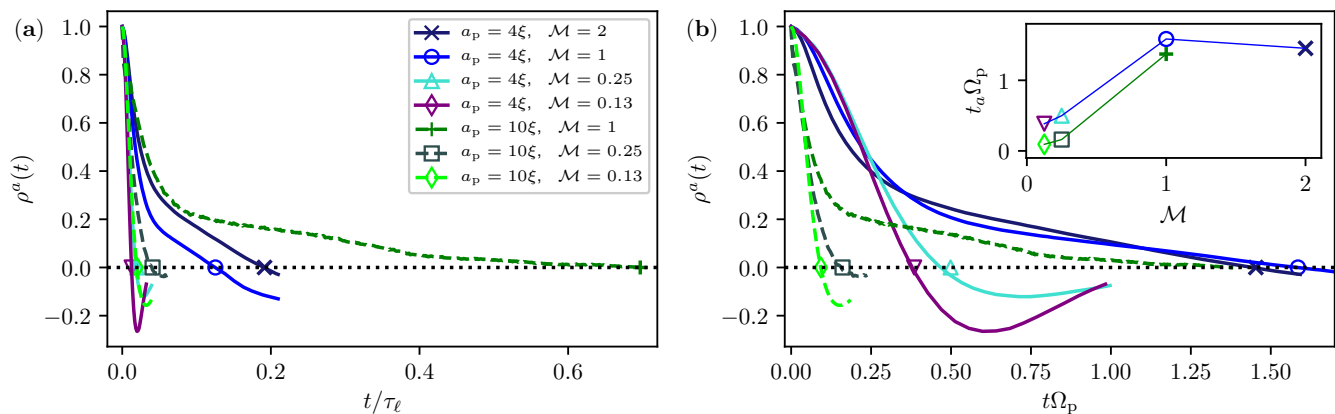 (a)
ρᵃ(t)
1.0
0.8
0.6
0.4
0.2
0.0
−0.2
0.0 0.2 0.4 0.6
t/τ_ℓ
a_p = 4ξ, ℳ = 2
a_p = 4ξ, ℳ = 1
a_p = 4ξ, ℳ = 0.25
a_p = 4ξ, ℳ = 0.13
a_p = 10ξ, ℳ = 1
a_p = 10ξ, ℳ = 0.25
a_p = 10ξ, ℳ = 0.13
(b)
ρᵃ(t)
1.0
0.8
0.6
0.4
0.2
0.0
−0.2
0.00 0.25 0.50 0.75 1.00 1.25 1.50
tΩ_p
t_aΩ_p
1
0
0 1 2
ℳ